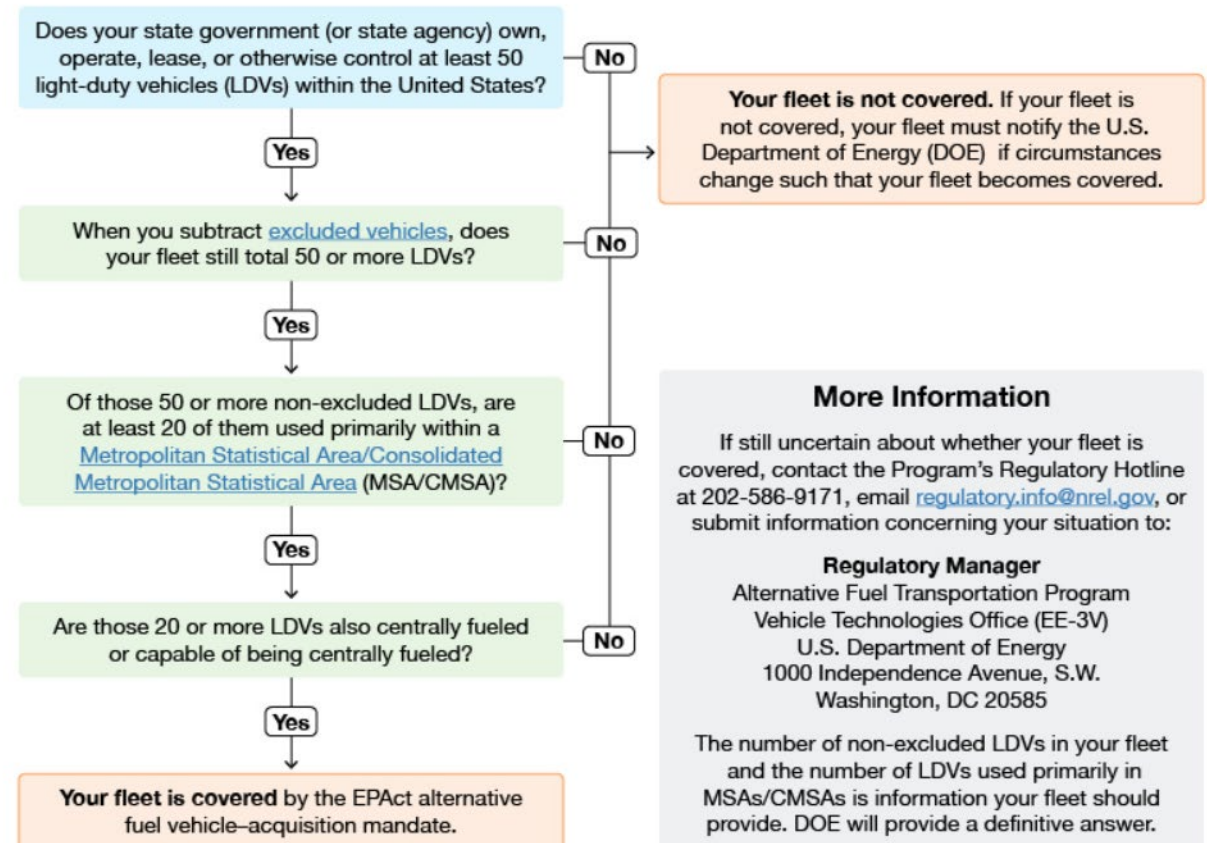 Does your state government (or state agency) own,
operate, lease, or otherwise control at least 50
light-duty vehicles (LDVs) within the United States?
No
Your fleet is not covered. If your fleet is
not covered, your fleet must notify the U.S.
Department of Energy (DOE) if circumstances
change such that your fleet becomes covered.
Yes
When you subtract excluded vehicles, does
your fleet still total 50 or more LDVs?
No
Yes
Of those 50 or more non-excluded LDVs, are
at least 20 of them used primarily within a
Metropolitan Statistical Area/Consolidated
Metropolitan Statistical Area (MSA/CMSA)?
No
Yes
Are those 20 or more LDVs also centrally fueled
or capable of being centrally fueled?
No
Yes
Your fleet is covered by the EPAct alternative
fuel vehicle–acquisition mandate.
More Information
If still uncertain about whether your fleet is
covered, contact the Program's Regulatory Hotline
at 202-586-9171, email regulatory.info@nrel.gov, or
submit information concerning your situation to:
Regulatory Manager
Alternative Fuel Transportation Program
Vehicle Technologies Office (EE-3V)
U.S. Department of Energy
1000 Independence Avenue, S.W.
Washington, DC 20585
The number of non-excluded LDVs in your fleet
and the number of LDVs used primarily in
MSAs/CMSAs is information your fleet should
provide. DOE will provide a definitive answer.